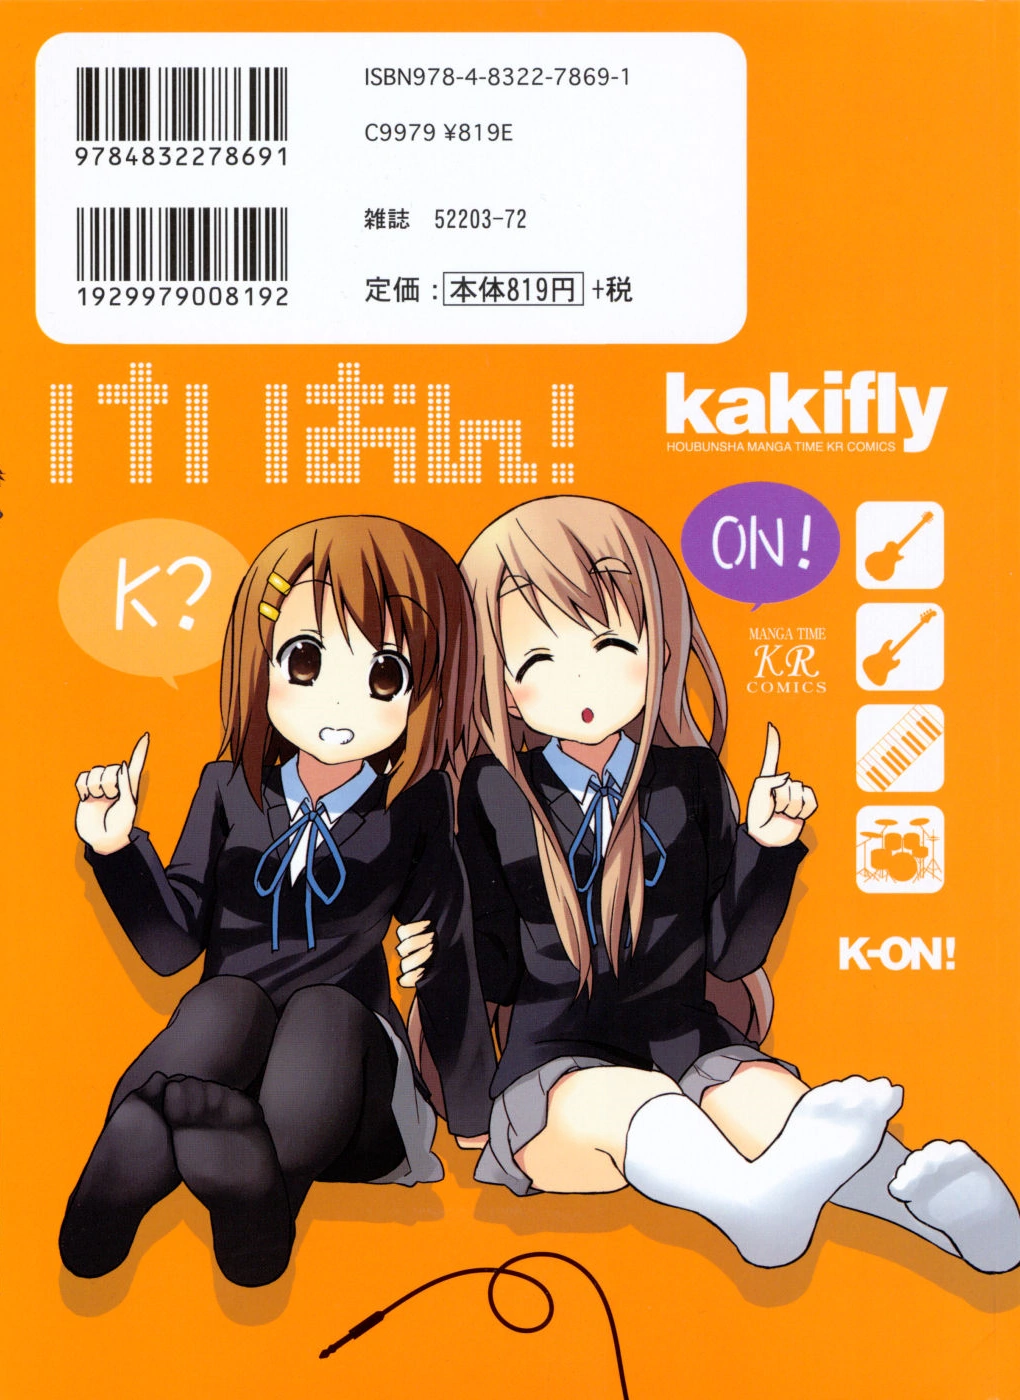 ISBN978-4-8322-7869-1
9784832278691
C9979 ¥819E
雑誌 52203-72
1929979008192
定価:本体819円+税
けいおん!
kakifly
HOUBUNSHA MANGA TIME KR COMICS
K?
ON!
MANGA TIME
KR
COMICS
K-ON!